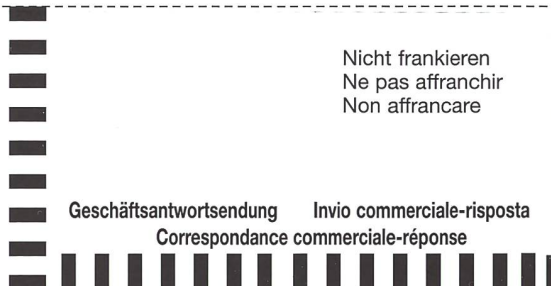 Nicht frankieren
Ne pas affranchir
Non affrancare
Geschäftsantwortsendung Invio commerciale-risposta
Correspondance commerciale-réponse